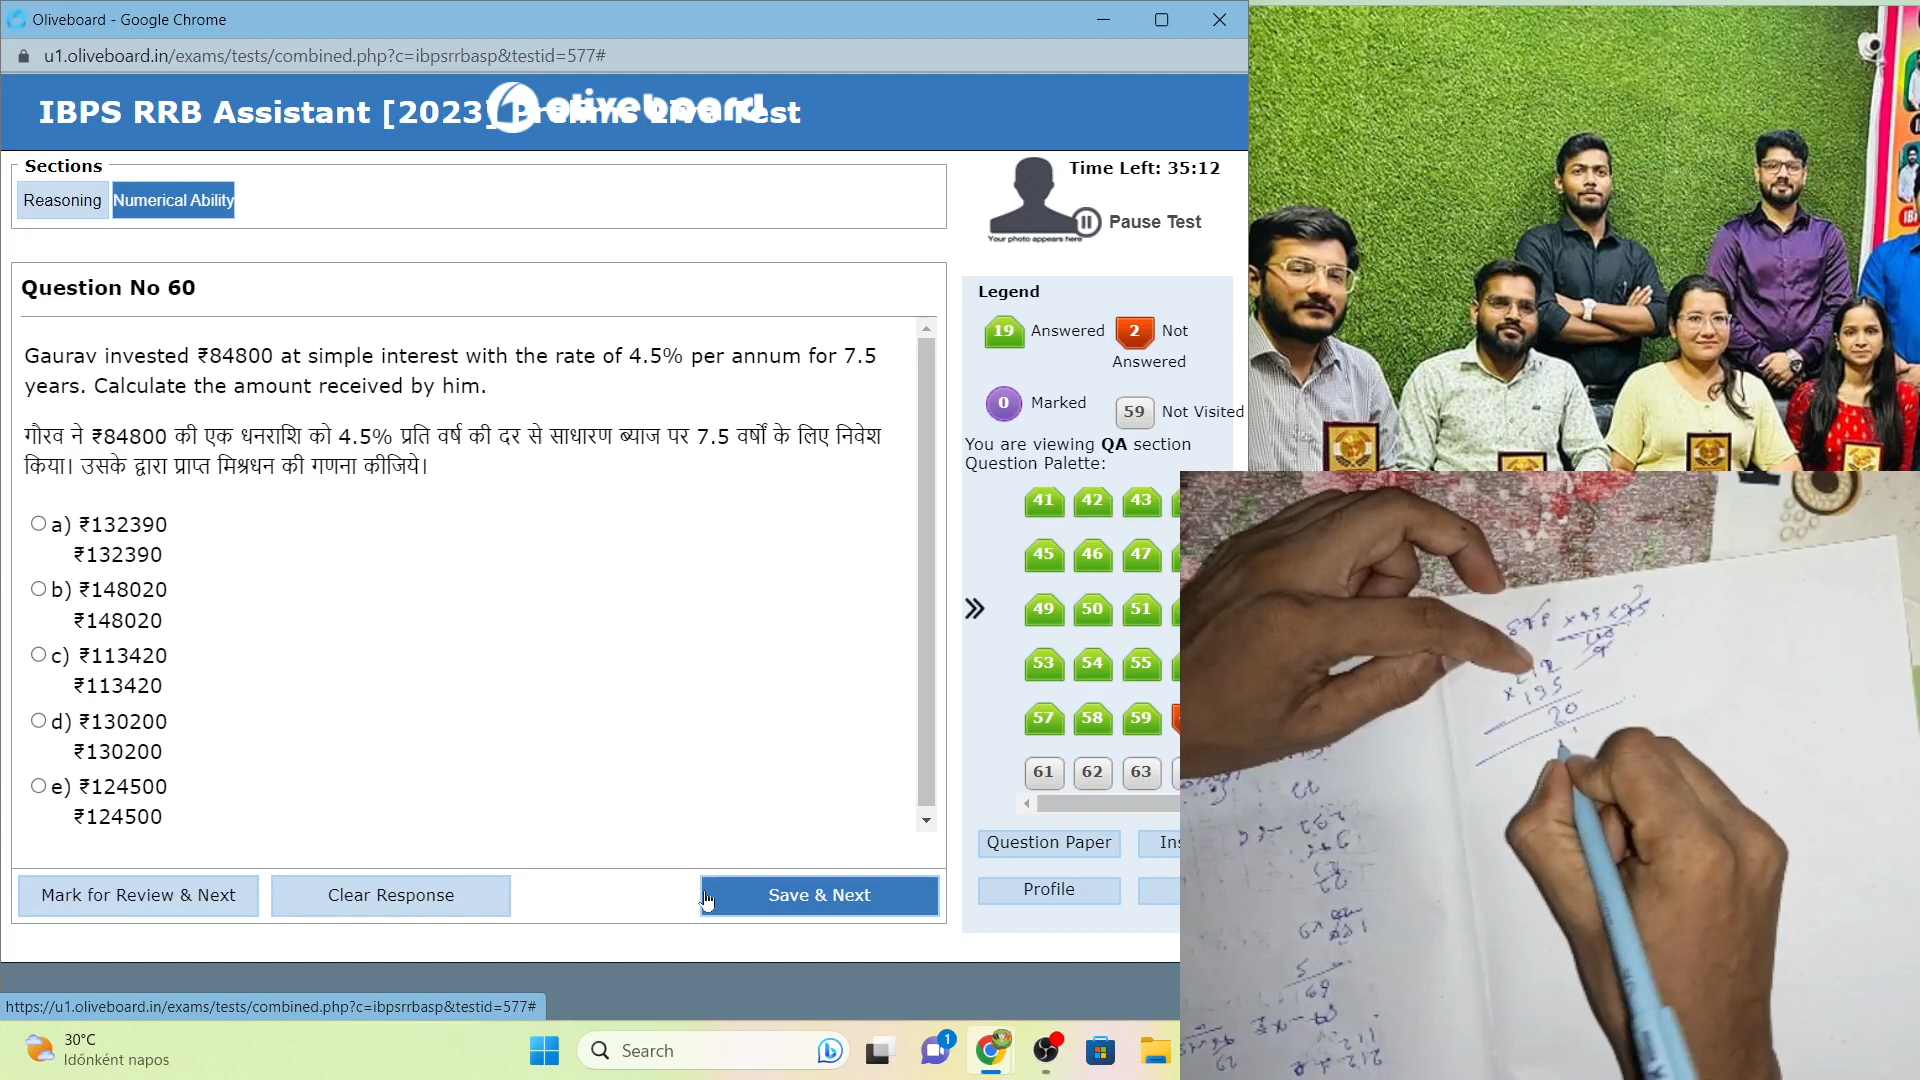 Oliveboard - Google Chrome
u1.oliveboard.in/exams/tests/combined.php?c=ibpsrrbasp&testid=577#
IBPS RRB Assistant [2023] Prelims Live Test
oliveboard
Sections
Reasoning
Numerical Ability
Time Left: 35:12
Pause Test
Your photo appears here
Question No 60
Gaurav invested ₹84800 at simple interest with the rate of 4.5% per annum for 7.5
years. Calculate the amount received by him.
गौरव ने ₹84800 की एक धनराशि को 4.5% प्रति वर्ष की दर से साधारण ब्याज पर 7.5 वर्षों के लिए निवेश
किया। उसके द्वारा प्राप्त मिश्रधन की गणना कीजिये।
a) ₹132390
₹132390
b) ₹148020
₹148020
c) ₹113420
₹113420
d) ₹130200
₹130200
e) ₹124500
₹124500
Mark for Review & Next
Clear Response
Save & Next
Legend
19 Answered
2 Not
Answered
0 Marked
59 Not Visited
You are viewing QA section
Question Palette:
41 42 43
45 46 47
49 50 51
53 54 55
57 58 59
61 62 63
Question Paper
Ins
Profile
https://u1.oliveboard.in/exams/tests/combined.php?c=ibpsrrbasp&testid=577#
30°C
Időnként napos
Search
1